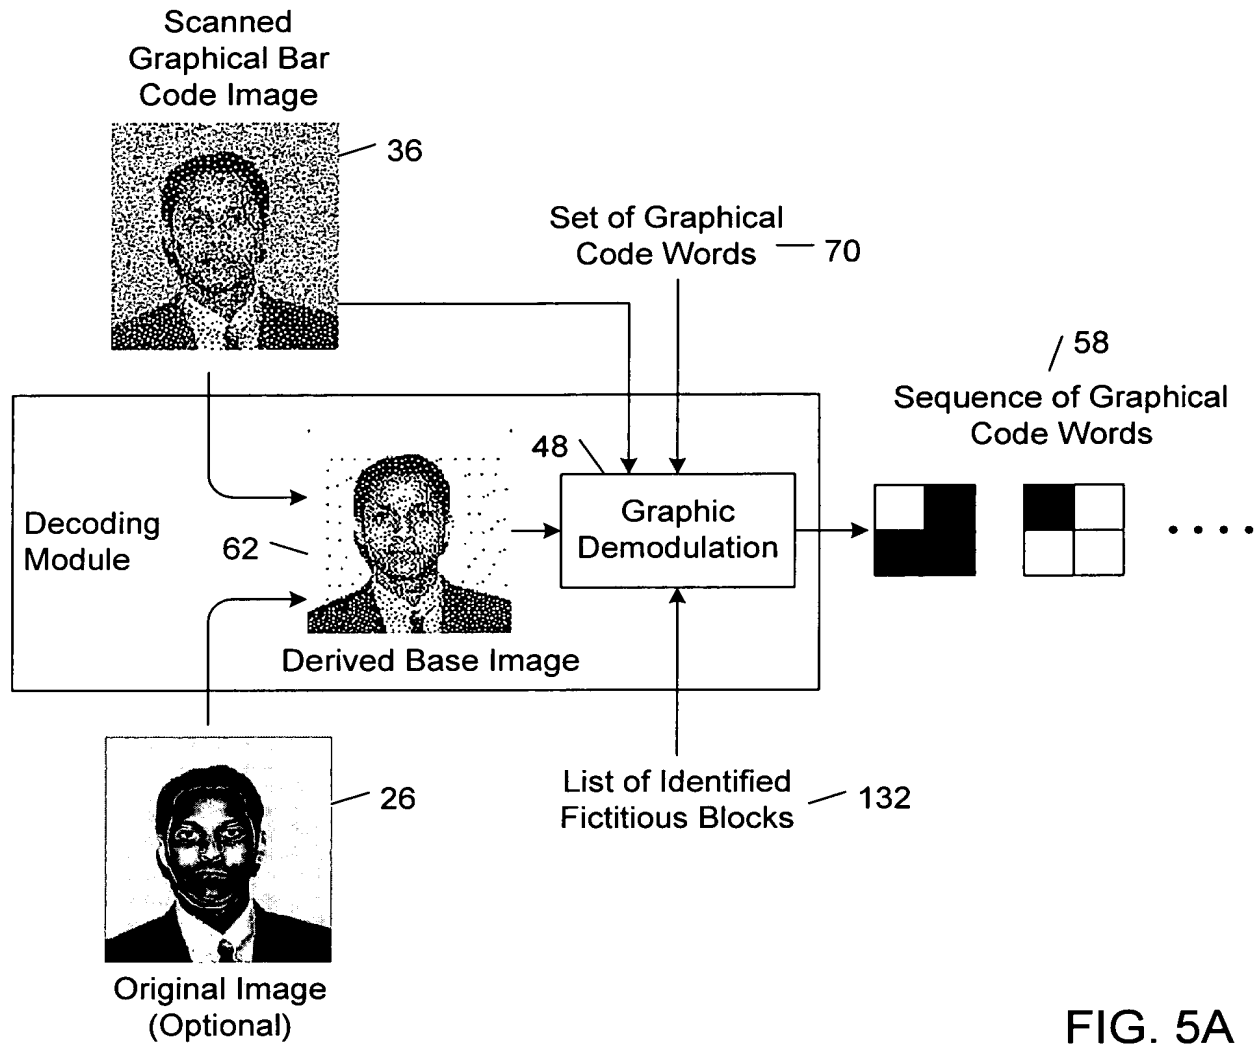 Scanned
Graphical Bar
Code Image
36
Set of Graphical
Code Words
70
58
Sequence of Graphical
Code Words
48
Decoding
Module
62
Graphic
Demodulation
Derived Base Image
26
List of Identified
Fictitious Blocks
132
Original Image
(Optional)
FIG. 5A